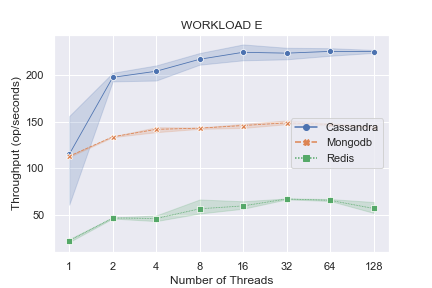 WORKLOAD E
Throughput (op/seconds)
200
150
100
50
Cassandra
Mongodb
Redis
1 2 4 8 16 32 64 128
Number of Threads